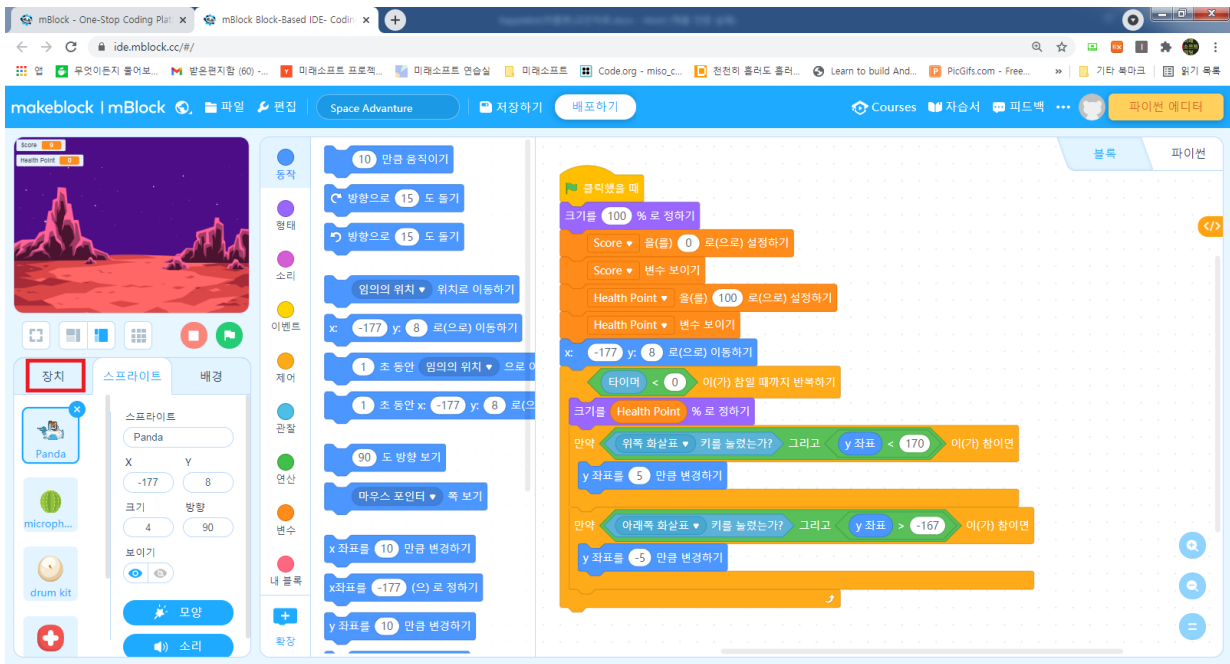 mBlock - One-Stop Coding Plat
mBlock Block-Based IDE- Codin
ide.mblock.cc/#/
앱
무엇이든지 물어보...
받은편지함 (60) -...
미래소프트 프로젝...
미래소프트 연습실
미래소프트
Code.org - miso_c...
천천히 흘러도 흘러...
Learn to build And...
PicGifs.com - Free...
»
기타 북마크
읽기 목록
makeblock | mBlock
파일
편집
Space Advanture
저장하기
배포하기
Courses
자습서
피드백
파이썬 에디터
Score 0
Health Point 0
장치
스프라이트
배경
Panda
microph...
drum kit
스프라이트
Panda
X
Y
-177
8
크기
방향
4
90
보이기
모양
소리
동작
형태
소리
이벤트
제어
관찰
연산
변수
내 블록
확장
10 만큼 움직이기
방향으로 15 도 돌기
방향으로 15 도 돌기
임의의 위치 ▾ 위치로 이동하기
x: -177 y: 8 로(으로) 이동하기
1 초 동안 임의의 위치 ▾ 으로 이
1 초 동안 x: -177 y: 8 로(으
90 도 방향 보기
마우스 포인터 ▾ 쪽 보기
x 좌표를 10 만큼 변경하기
x좌표를 -177 (으) 로 정하기
y 좌표를 10 만큼 변경하기
클릭했을 때
크기를 100 % 로 정하기
Score ▾ 을(를) 0 로(으로) 설정하기
Score ▾ 변수 보이기
Health Point ▾ 을(를) 100 로(으로) 설정하기
Health Point ▾ 변수 보이기
x: -177 y: 8 로(으로) 이동하기
타이머 < 0 이(가) 참일 때까지 반복하기
크기를 Health Point % 로 정하기
만약 위쪽 화살표 ▾ 키를 눌렀는가? 그리고 y 좌표 < 170 이(가) 참이면
y 좌표를 5 만큼 변경하기
만약 아래쪽 화살표 ▾ 키를 눌렀는가? 그리고 y 좌표 > -167 이(가) 참이면
y 좌표를 -5 만큼 변경하기
블록
파이썬
</>